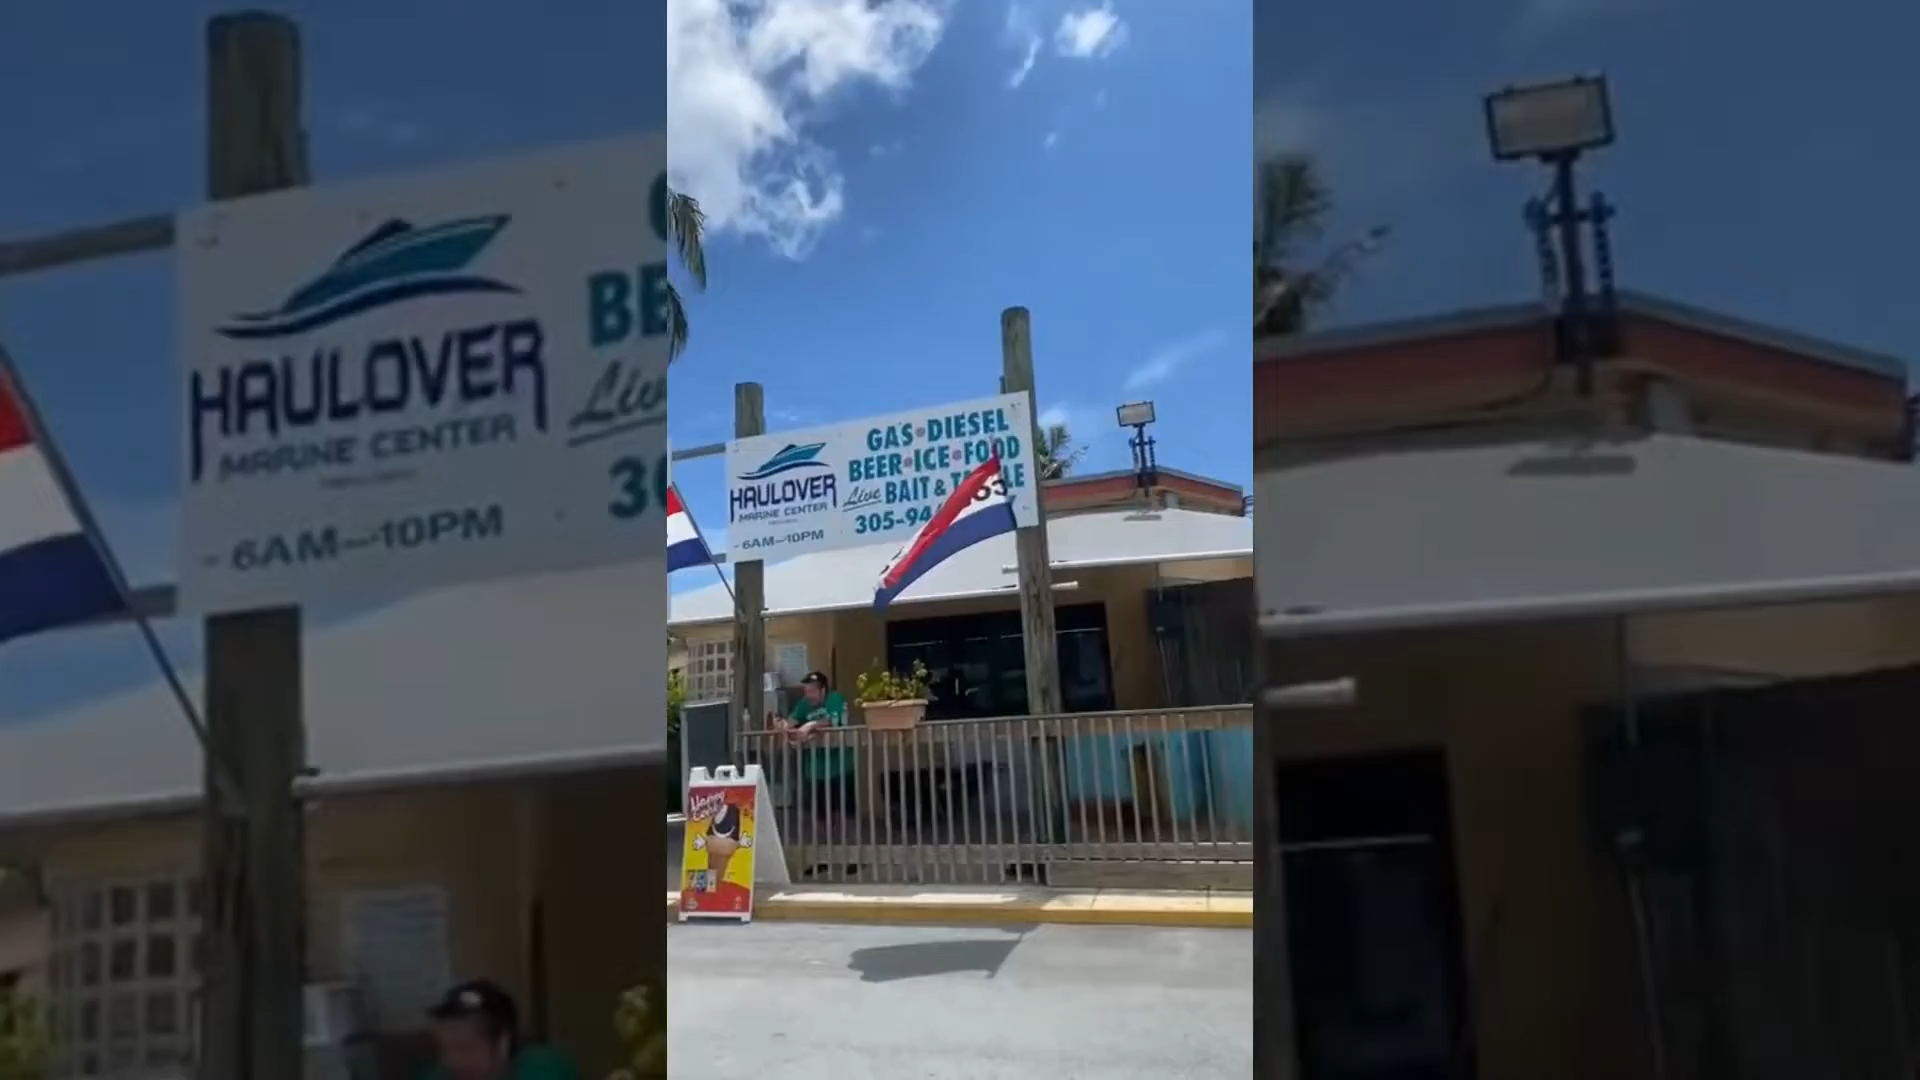 HAULOVER
MARINE CENTER
6AM–10PM
GAS • DIESEL
BEER • ICE • FOOD
Live BAIT &
305-94